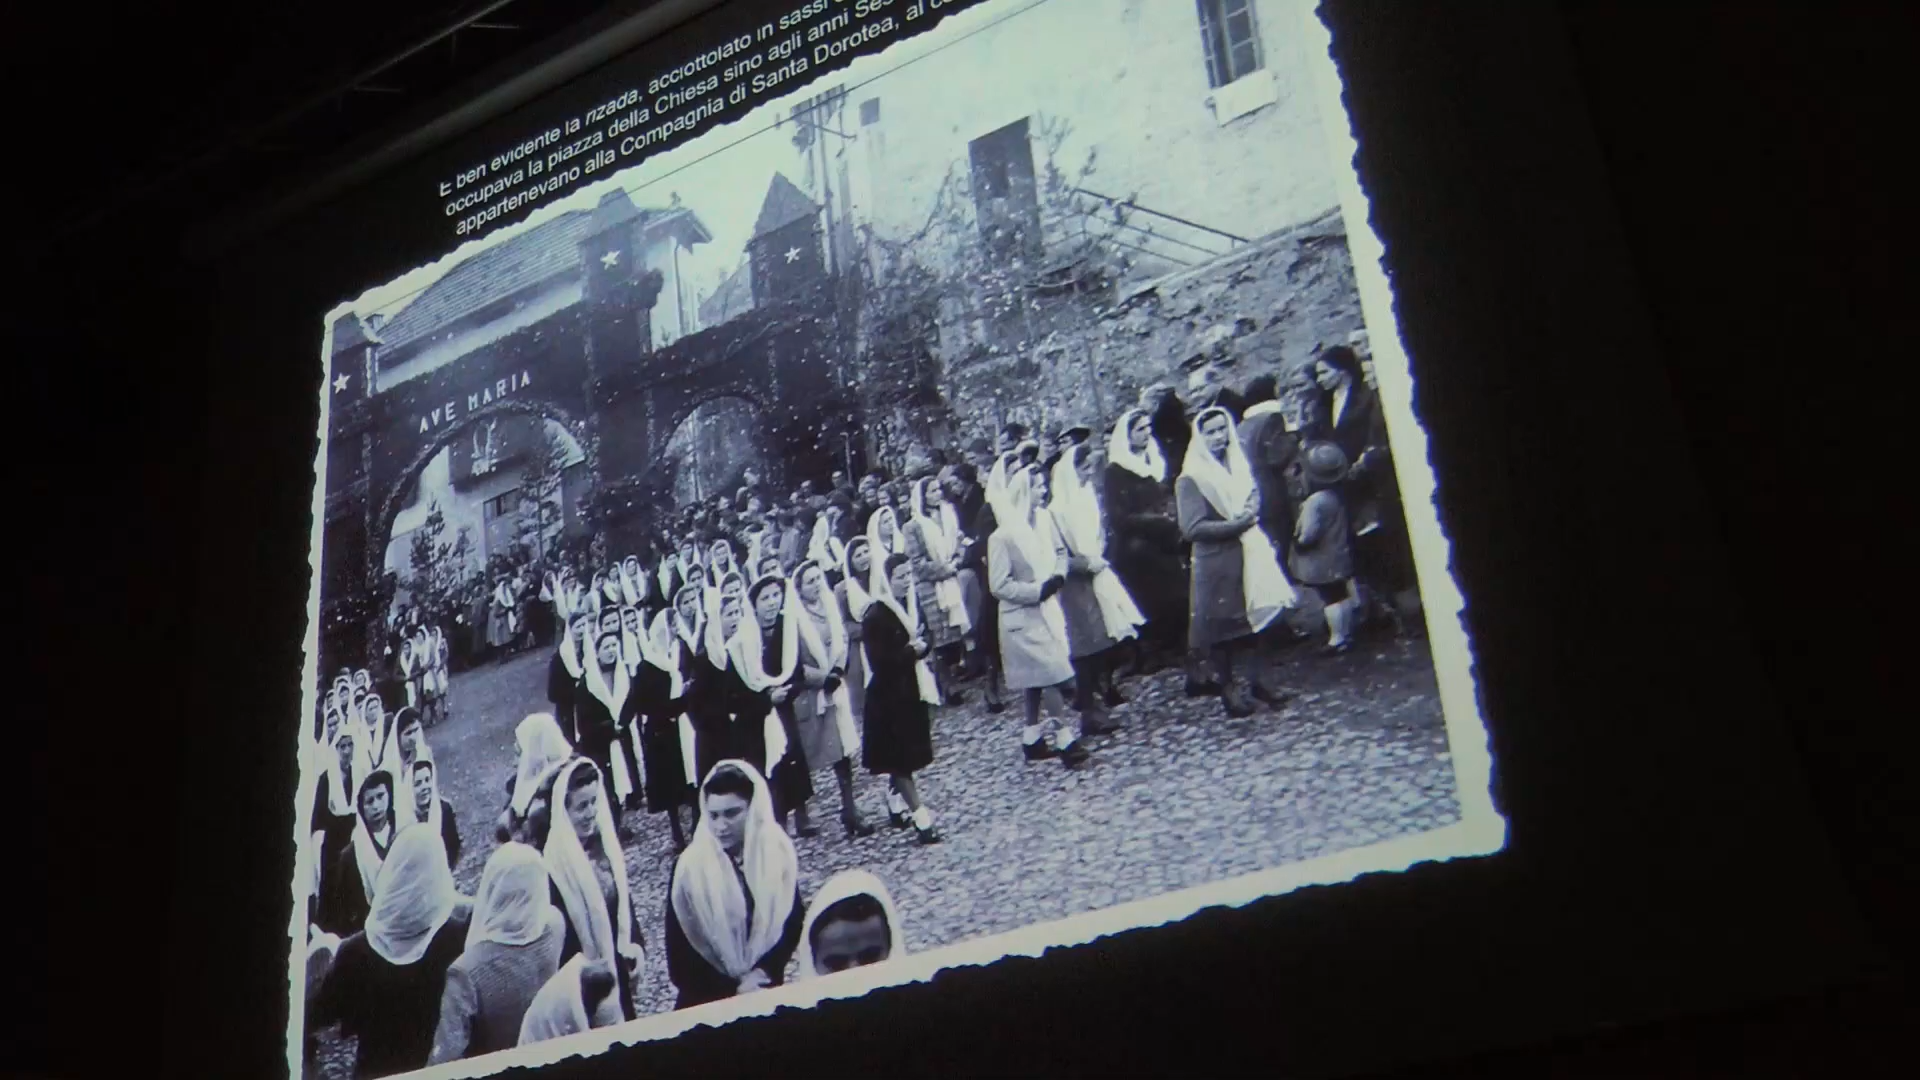 È ben evidente la rizada, acciottolato in sassi
occupava la piazza della Chiesa sino agli anni
appartenevano alla Compagnia di Santa Dorotea, al
AVE MARIA